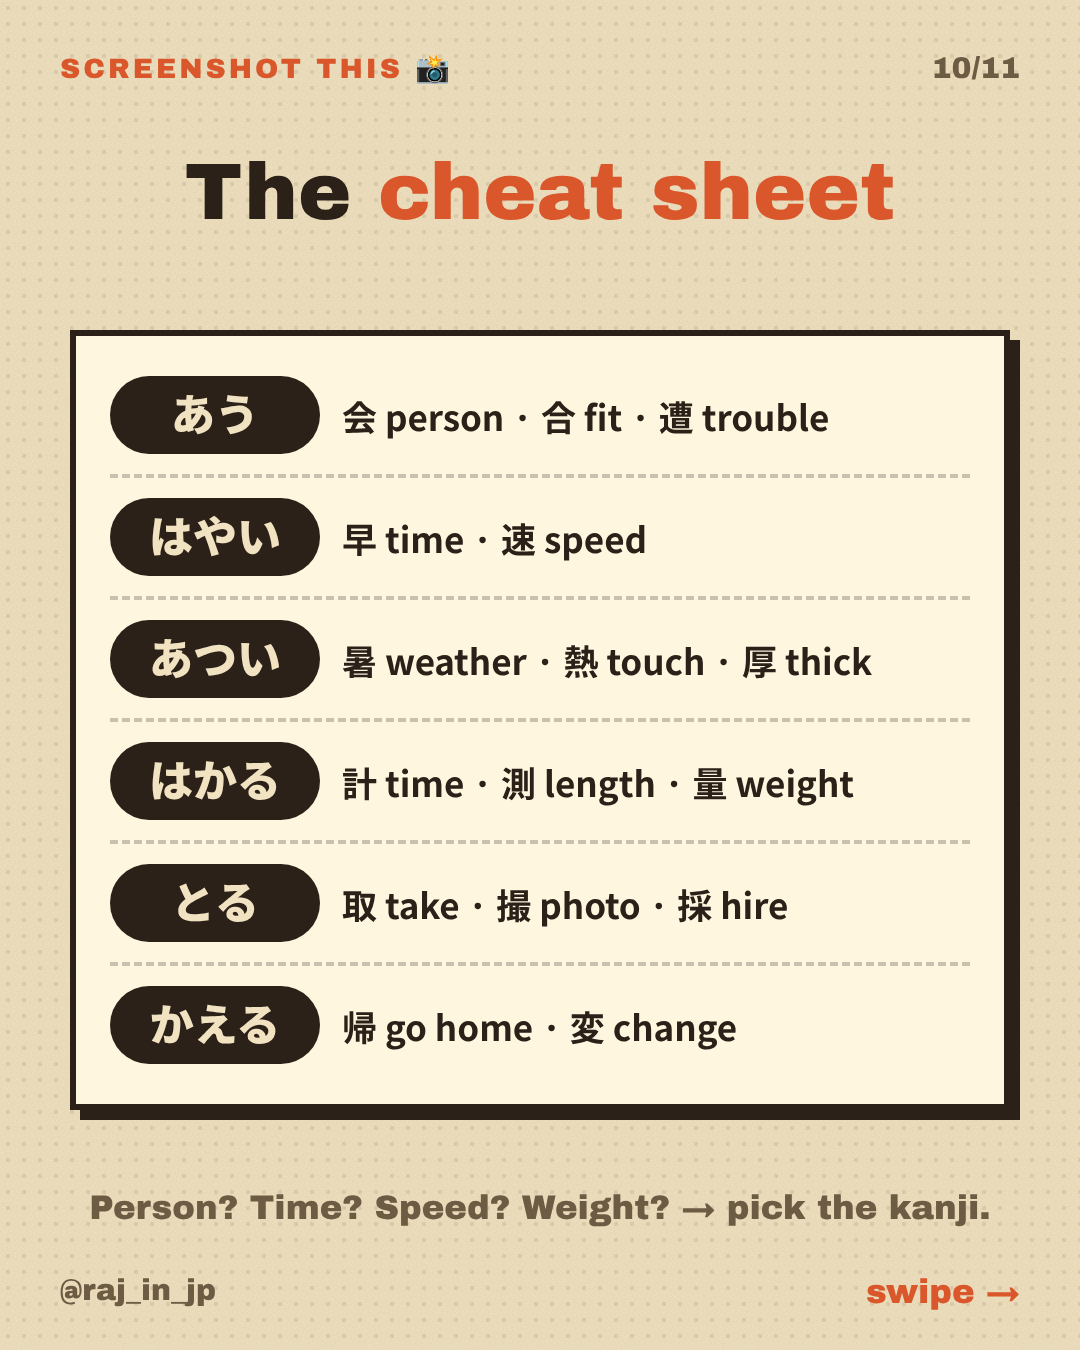 SCREENSHOT THIS 📸
10/11
The cheat sheet
あう 会 person · 合 fit · 遭 trouble
はやい 早 time · 速 speed
あつい 暑 weather · 熱 touch · 厚 thick
はかる 計 time · 測 length · 量 weight
とる 取 take · 撮 photo · 採 hire
かえる 帰 go home · 変 change
Person? Time? Speed? Weight? → pick the kanji.
@raj_in_jp
swipe →